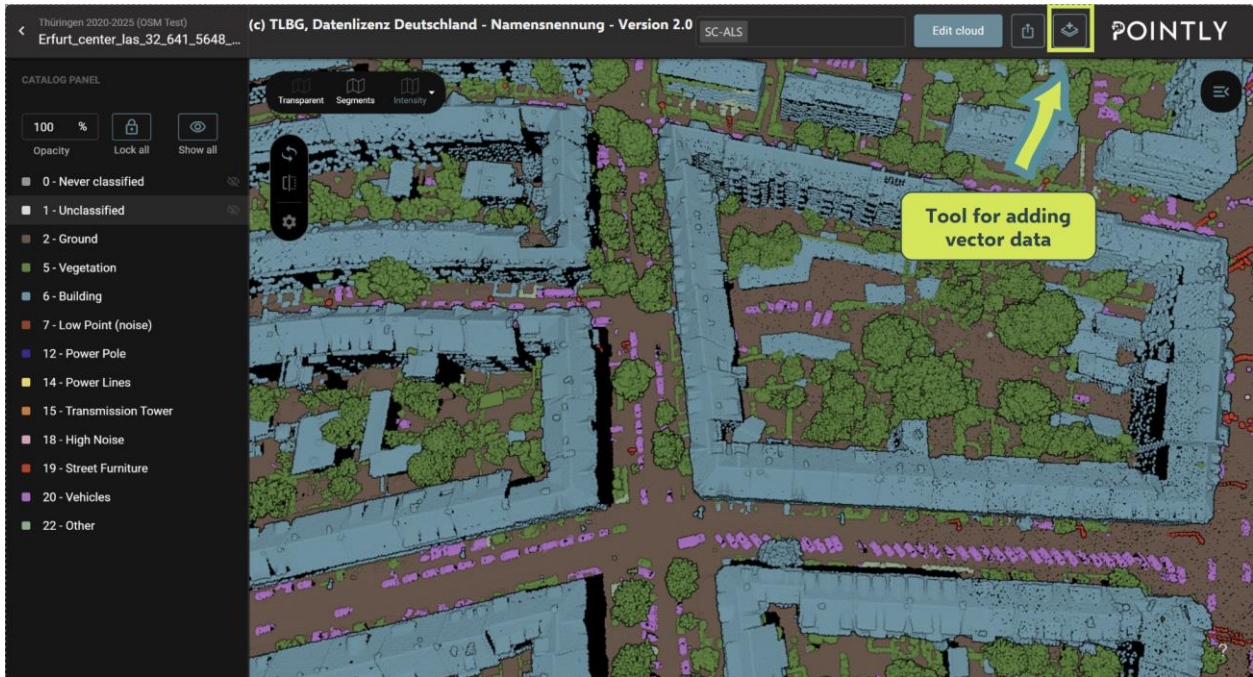 Thüringen 2020-2025 (OSM Test)
Erfurt_center_las_32_641_5648_...
(c) TLBG, Datenlizenz Deutschland - Namensnennung - Version 2.0
SC-ALS
Edit cloud
POINTLY
CATALOG PANEL
100 %
Opacity
Lock all
Show all
0 - Never classified
1 - Unclassified
2 - Ground
5 - Vegetation
6 - Building
7 - Low Point (noise)
12 - Power Pole
14 - Power Lines
15 - Transmission Tower
18 - High Noise
19 - Street Furniture
20 - Vehicles
22 - Other
Transparent
Segments
Intensity
Tool for adding
vector data
?